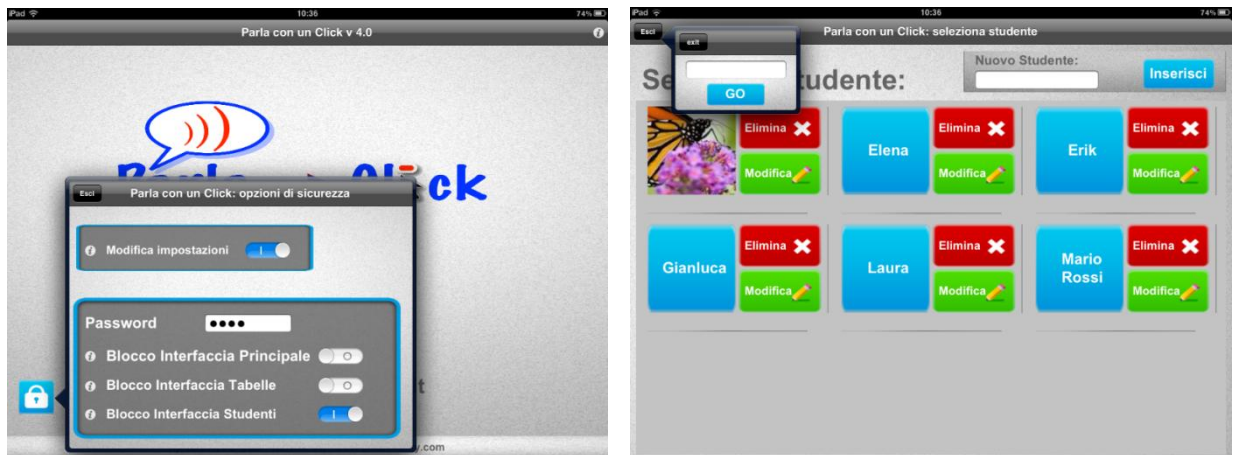 iPad 10:36 74%
Parla con un Click v 4.0
Click
Esci Parla con un Click: opzioni di sicurezza
Modifica impostazioni
Password ••••
Blocco Interfaccia Principale
Blocco Interfaccia Tabelle
Blocco Interfaccia Studenti
.com
iPad 10:36 74%
Esci Parla con un Click: seleziona studente
exit
GO
Se udente:
Nuovo Studente:
Inserisci
Elimina
Modifica
Elena
Elimina
Modifica
Erik
Elimina
Modifica
Gianluca
Elimina
Modifica
Laura
Elimina
Modifica
Mario
Rossi
Elimina
Modifica